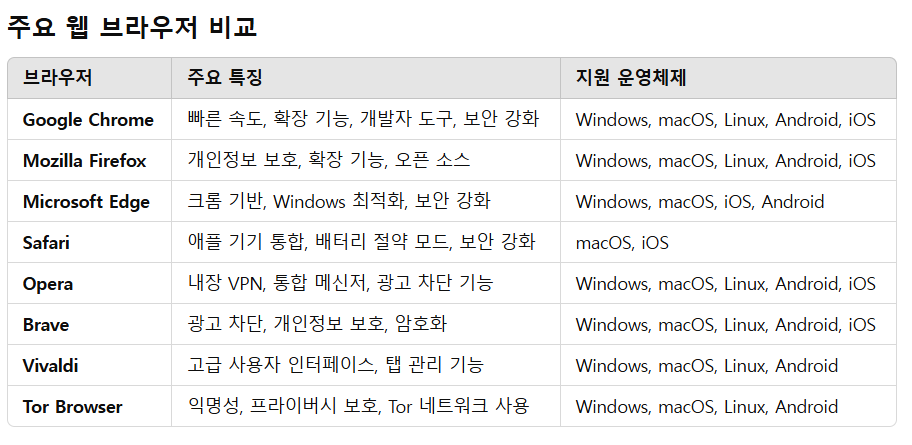 주요 웹 브라우저 비교
브라우저 주요 특징 지원 운영체제
Google Chrome 빠른 속도, 확장 기능, 개발자 도구, 보안 강화 Windows, macOS, Linux, Android, iOS
Mozilla Firefox 개인정보 보호, 확장 기능, 오픈 소스 Windows, macOS, Linux, Android, iOS
Microsoft Edge 크롬 기반, Windows 최적화, 보안 강화 Windows, macOS, iOS, Android
Safari 애플 기기 통합, 배터리 절약 모드, 보안 강화 macOS, iOS
Opera 내장 VPN, 통합 메신저, 광고 차단 기능 Windows, macOS, Linux, Android, iOS
Brave 광고 차단, 개인정보 보호, 암호화 Windows, macOS, Linux, Android, iOS
Vivaldi 고급 사용자 인터페이스, 탭 관리 기능 Windows, macOS, Linux, Android
Tor Browser 익명성, 프라이버시 보호, Tor 네트워크 사용 Windows, macOS, Linux, Android